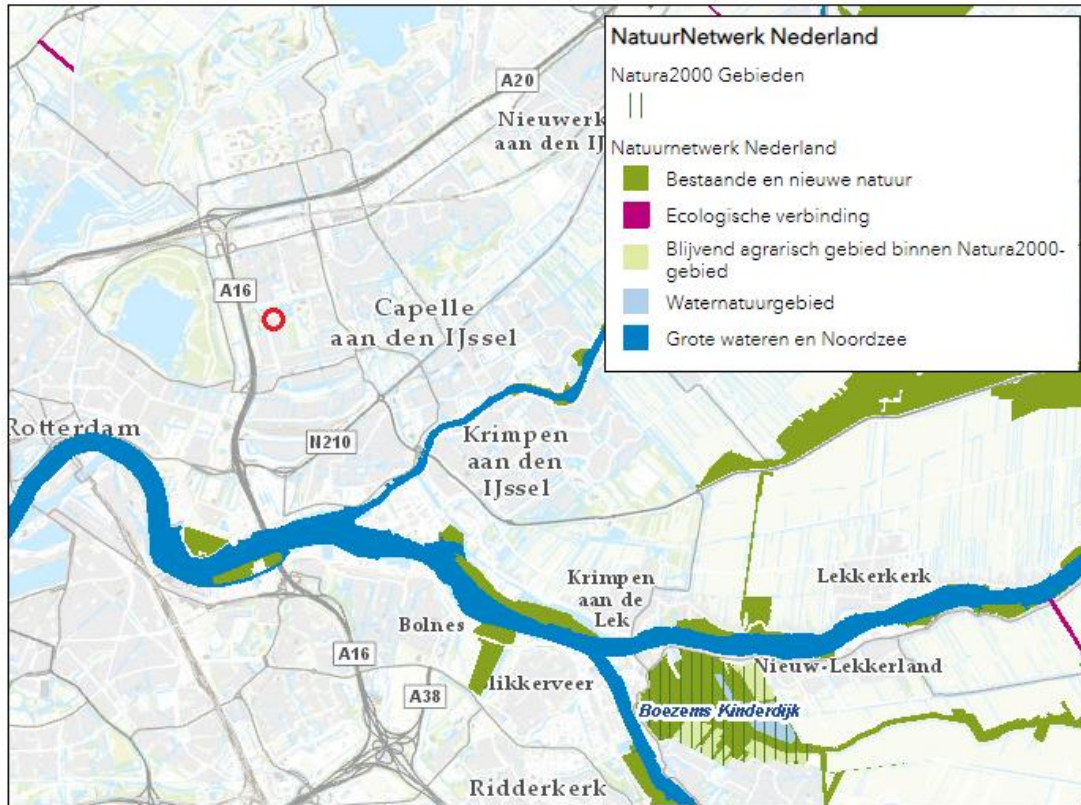 NatuurNetwerk Nederland
Natura2000 Gebieden
Natuurnetwerk Nederland
Bestaande en nieuwe natuur
Ecologische verbinding
Blijvend agrarisch gebied binnen Natura2000-
gebied
Waternatuurgebied
Grote wateren en Noordzee
A20
Nieuwerk
aan den IJ
A16
Capelle
aan den IJssel
Rotterdam
N210
Krimpen
aan den
IJssel
Krimpen
aan de
Lek
Lekkerkerk
Bolnes
A16
Nieuw-Lekkerland
likkerveer
A38
Boezems Kinderdijk
Ridderkerk